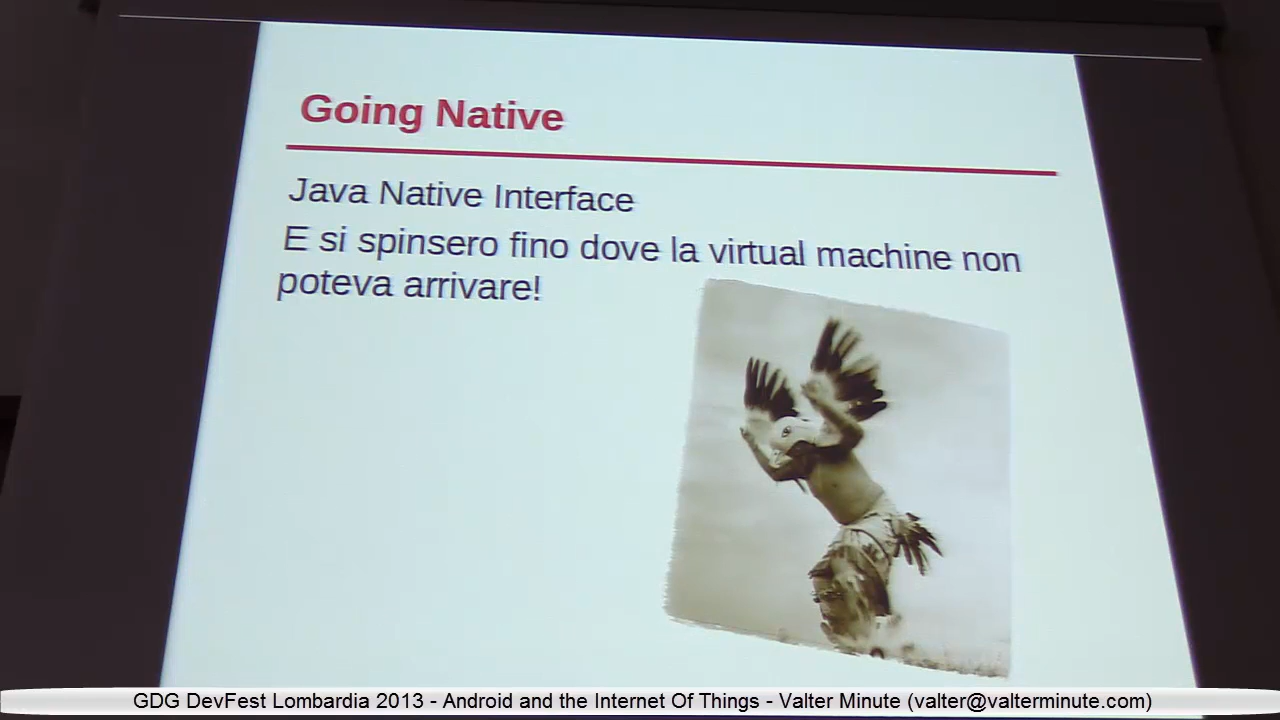 Going Native
Java Native Interface
E si spinsero fino dove la virtual machine non
poteva arrivare!
GDG DevFest Lombardia 2013 - Android and the Internet Of Things - Valter Minute (valter@valterminute.com)